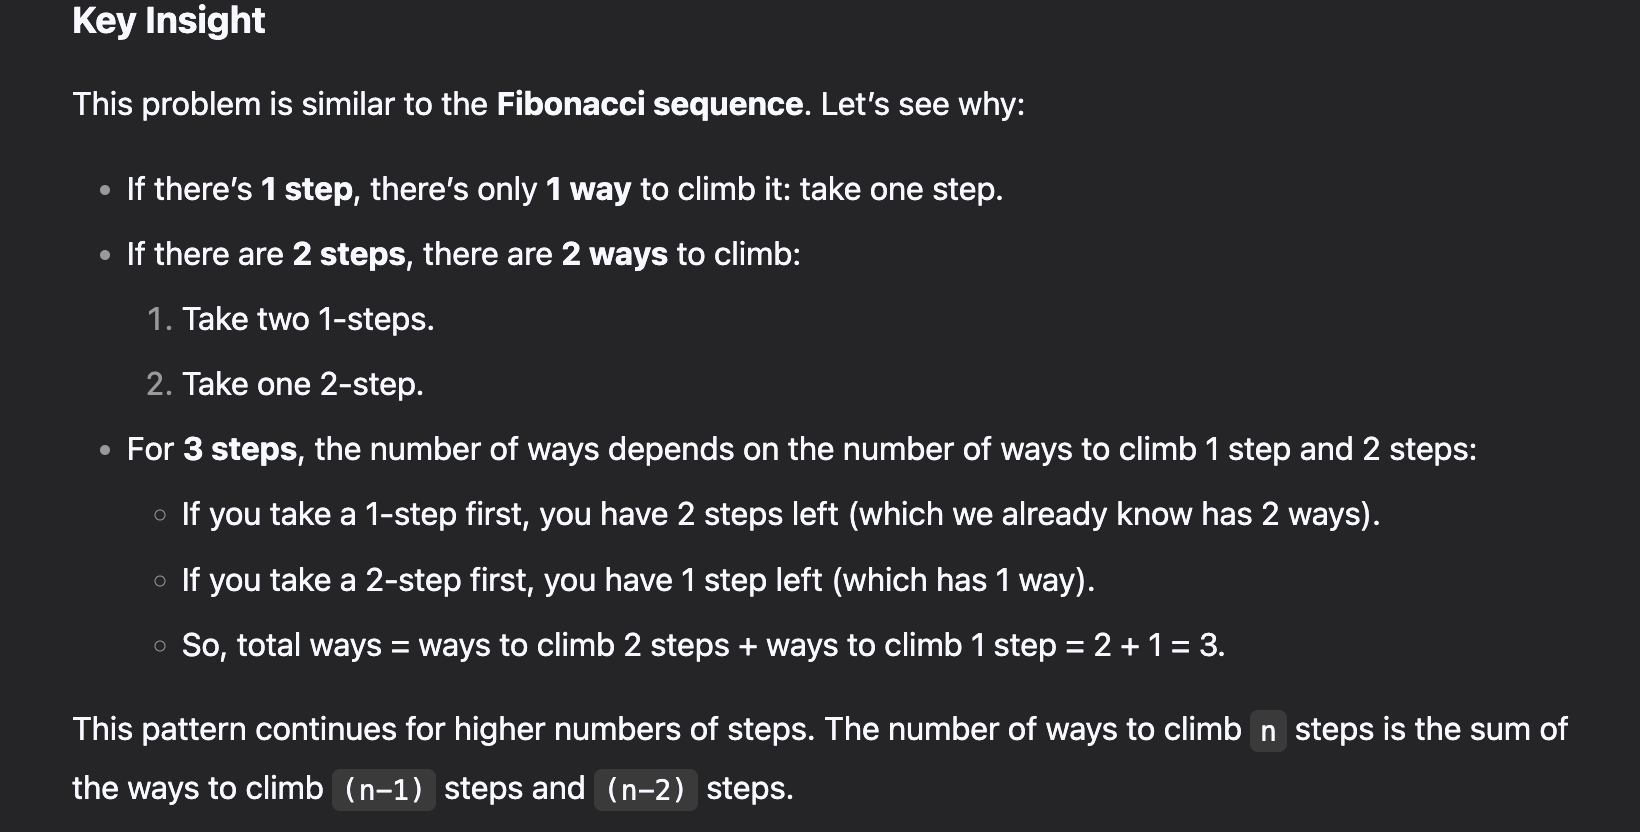 Key Insight
This problem is similar to the Fibonacci sequence. Let’s see why:
• If there’s 1 step, there’s only 1 way to climb it: take one step.
• If there are 2 steps, there are 2 ways to climb:
1. Take two 1-steps.
2. Take one 2-step.
• For 3 steps, the number of ways depends on the number of ways to climb 1 step and 2 steps:
○ If you take a 1-step first, you have 2 steps left (which we already know has 2 ways).
○ If you take a 2-step first, you have 1 step left (which has 1 way).
○ So, total ways = ways to climb 2 steps + ways to climb 1 step = 2 + 1 = 3.
This pattern continues for higher numbers of steps. The number of ways to climb n steps is the sum of
the ways to climb (n-1) steps and (n-2) steps.